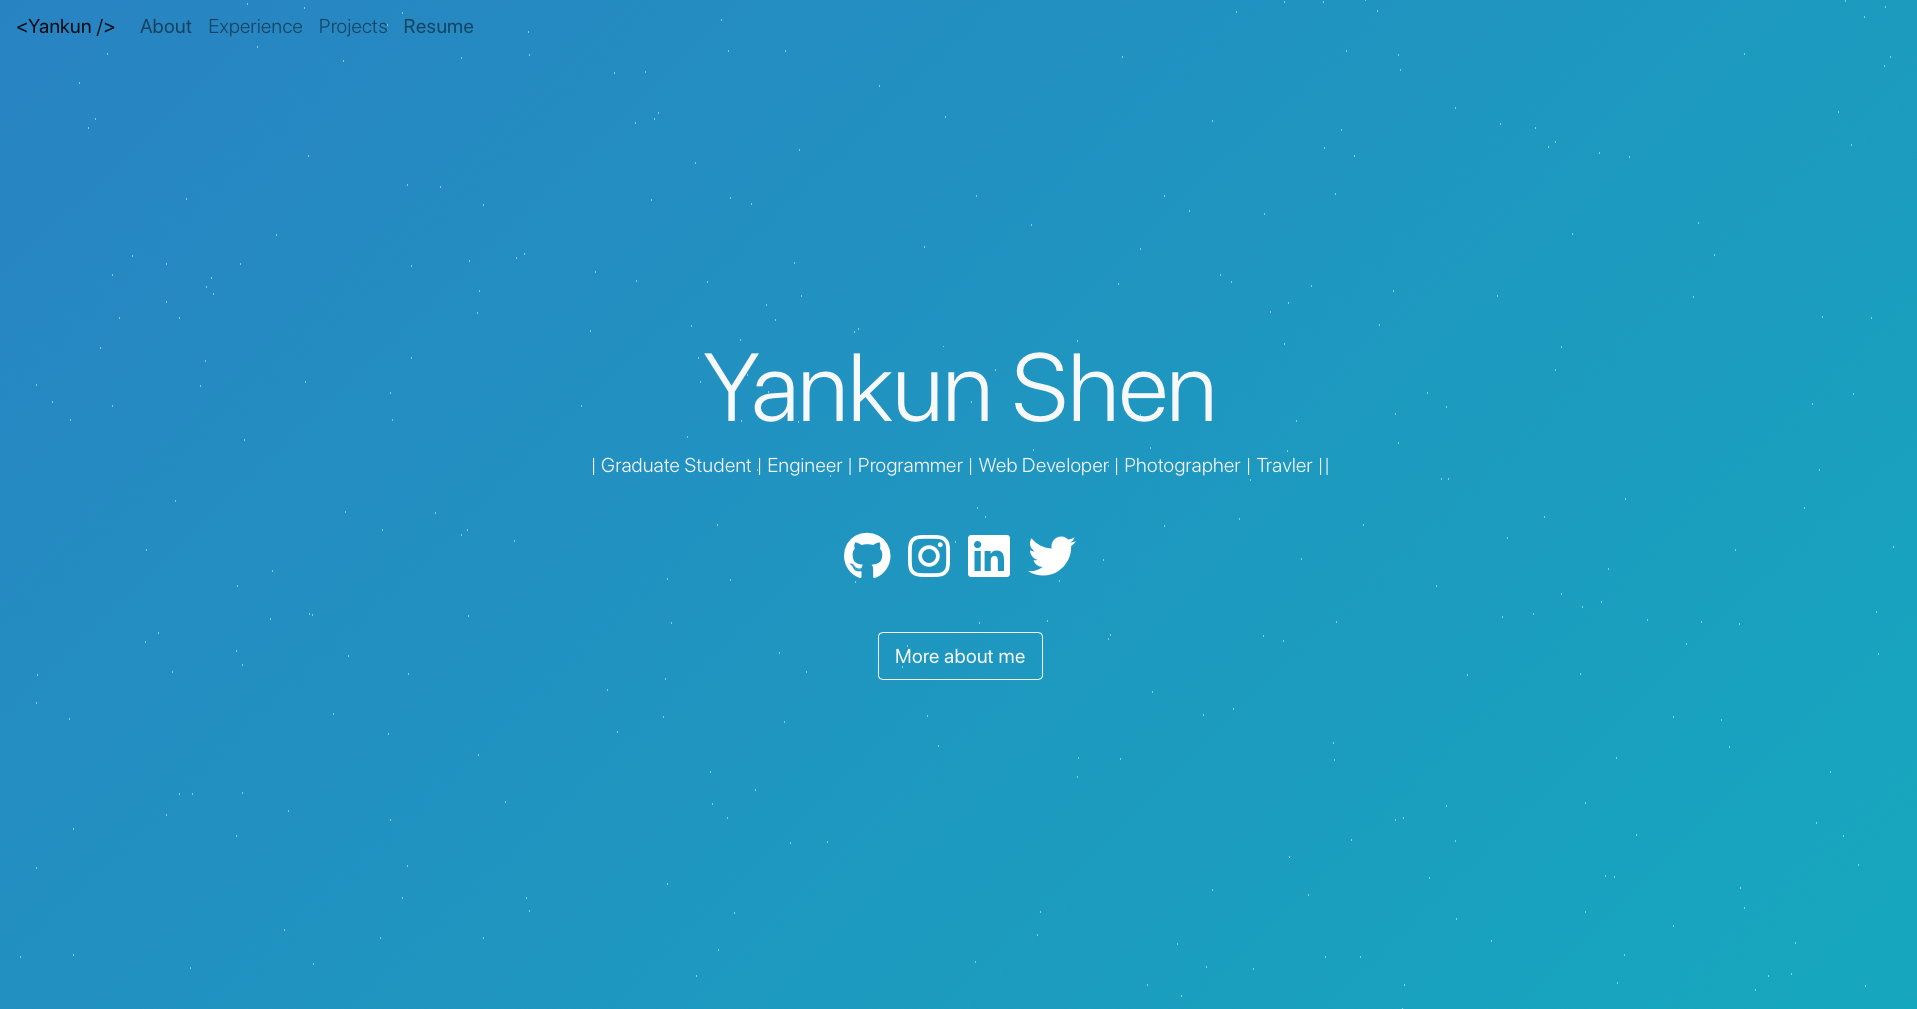 <Yankun /> About Experience Projects Resume
Yankun Shen
| Graduate Student | Engineer | Programmer | Web Developer | Photographer | Travler ||
More about me